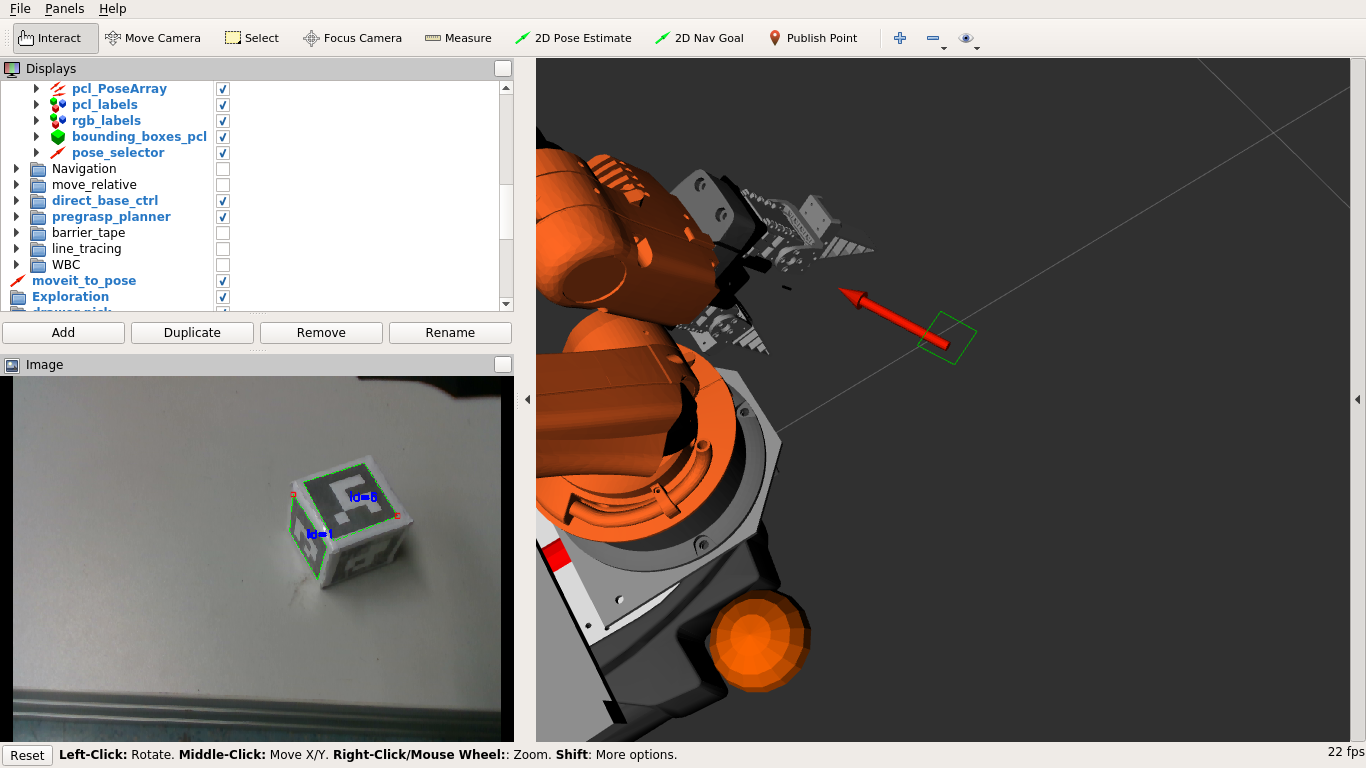 File Panels Help
Interact Move Camera Select Focus Camera Measure 2D Pose Estimate 2D Nav Goal Publish Point
Displays
pcl_PoseArray
pcl_labels
rgb_labels
bounding_boxes_pcl
pose_selector
Navigation
move_relative
direct_base_ctrl
pregrasp_planner
barrier_tape
line_tracing
WBC
moveit_to_pose
Exploration
Add Duplicate Remove Rename
Image
id=1
Reset Left-Click: Rotate. Middle-Click: Move X/Y. Right-Click/Mouse Wheel:: Zoom. Shift: More options. 22 fps